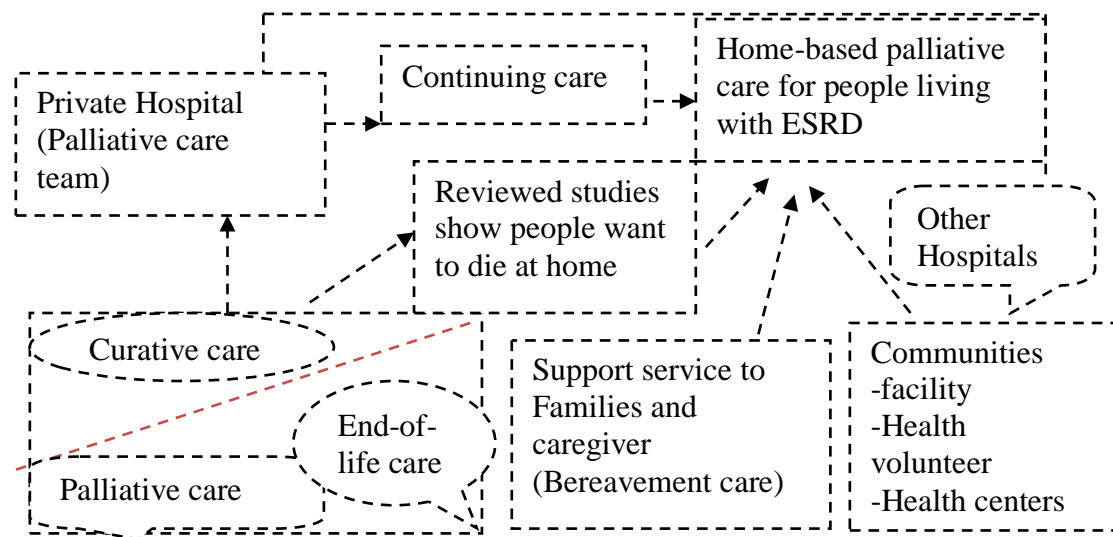 Private Hospital
(Palliative care
team)
Continuing care
Home-based palliative
care for people living
with ESRD
Reviewed studies
show people want
to die at home
Other
Hospitals
Curative care
End-of-
life care
Palliative care
Support service to
Families and
caregiver
(Bereavement care)
Communities
-facility
-Health
volunteer
-Health centers